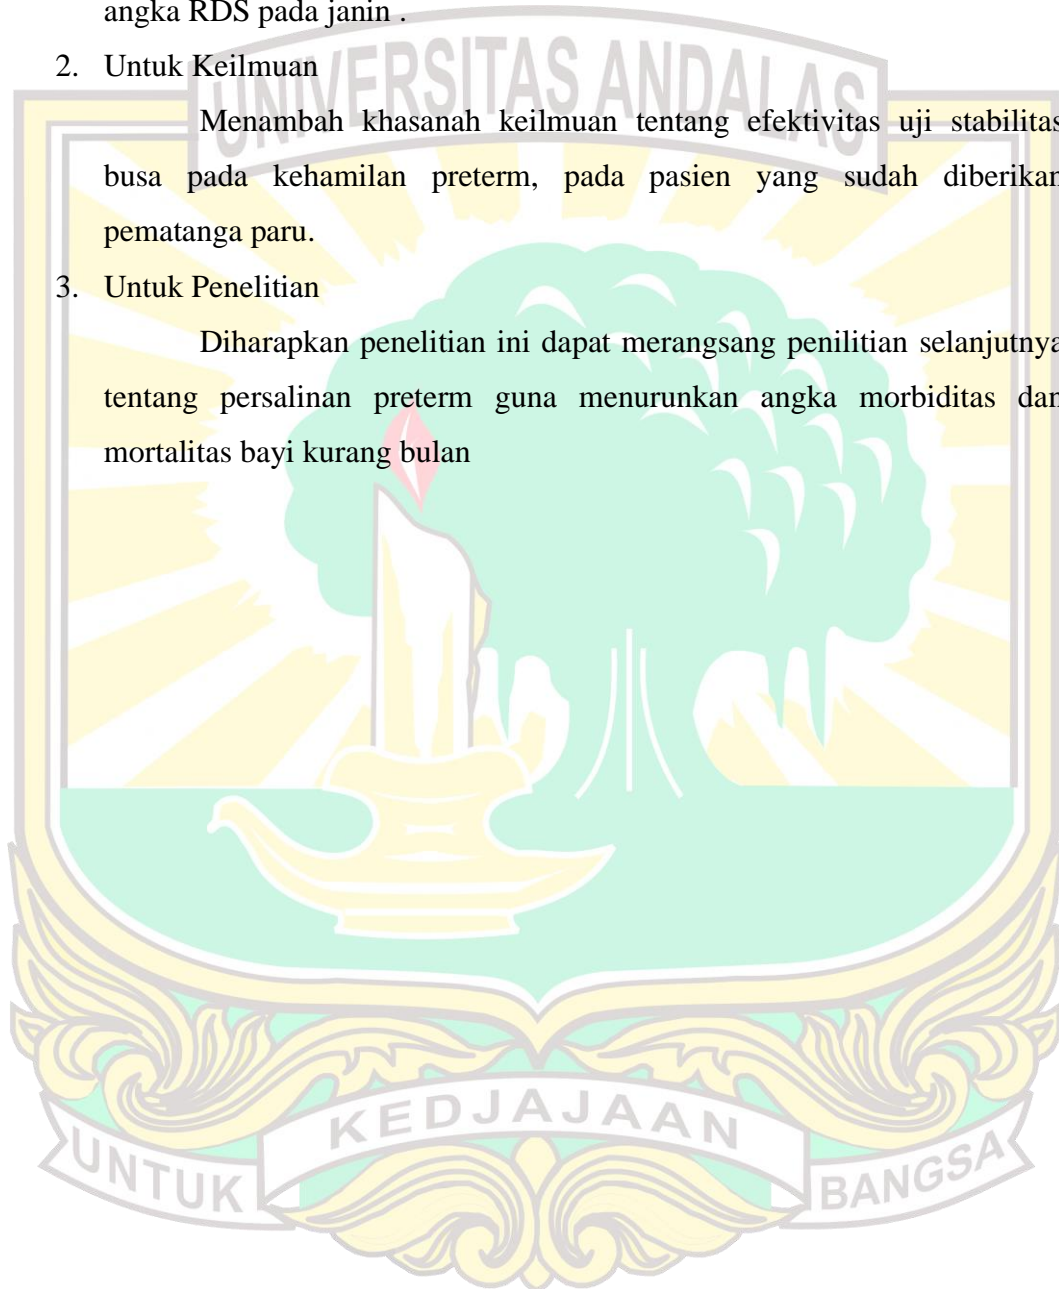 angka RDS pada janin .
2. Untuk Keilmuan
UNIVERSITAS ANDALAS
Menambah khasanah keilmuan tentang efektivitas uji stabilitas
busa pada kehamilan preterm, pada pasien yang sudah diberikan
pematanga paru.
3. Untuk Penelitian
Diharapkan penelitian ini dapat merangsang penilitian selanjutnya
tentang persalinan preterm guna menurunkan angka morbiditas dan
mortalitas bayi kurang bulan
UNTUK KEDJAJAAN BANGSA